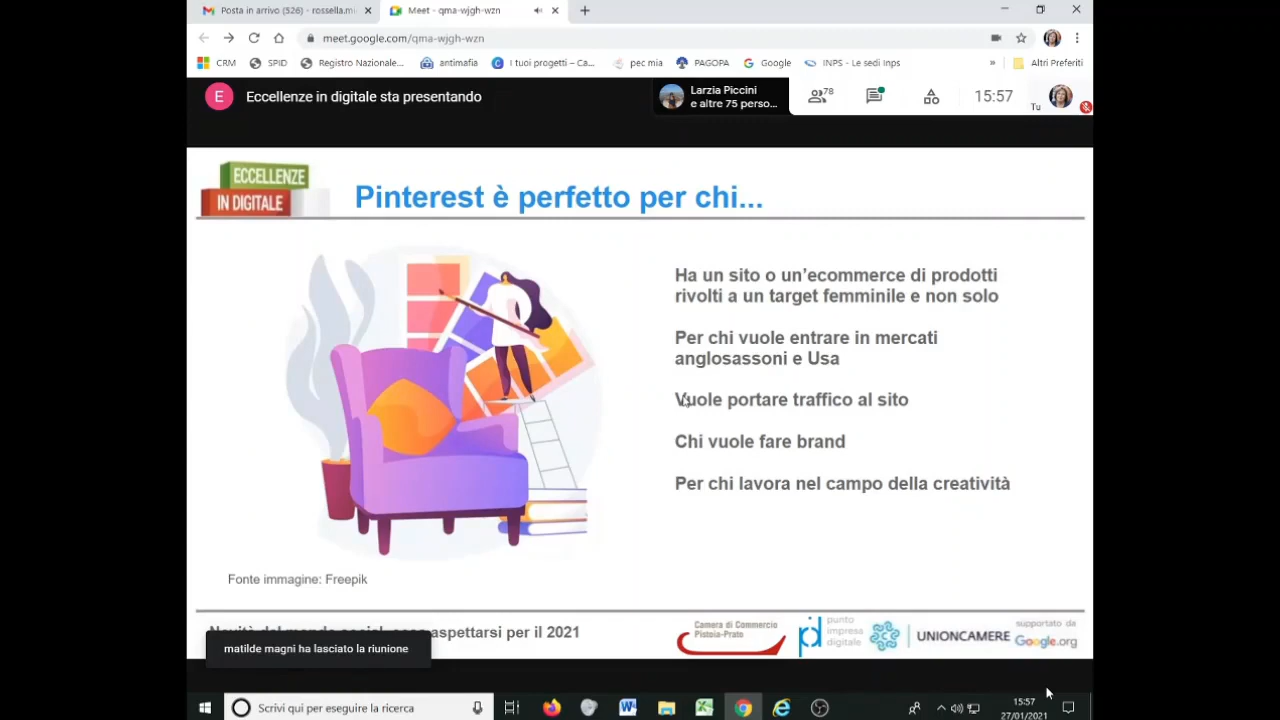 Posta in arrivo (526) - rossella.mi
Meet - qma-wjgh-wzn
meet.google.com/qma-wjgh-wzn
CRM
SPID
Registro Nazionale...
antimafia
I tuoi progetti – Ca...
pec mia
PAGOPA
Google
INPS - Le sedi Inps
»
Altri Preferiti
E
Eccellenze in digitale sta presentando
Larzia Piccini
e altre 75 perso...
78
15:57
Tu
ECCELLENZE
IN DIGITALE
Pinterest è perfetto per chi...
Ha un sito o un'ecommerce di prodotti
rivolti a un target femminile e non solo
Per chi vuole entrare in mercati
anglosassoni e Usa
Vuole portare traffico al sito
Chi vuole fare brand
Per chi lavora nel campo della creatività
Fonte immagine: Freepik
aspettarsi per il 2021
matilde magni ha lasciato la riunione
Camera di Commercio
Pistoia-Prato
pid
punto
impresa
digitale
UNIONCAMERE
supportato da
Google.org
Scrivi qui per eseguire la ricerca
15:57
27/01/2021